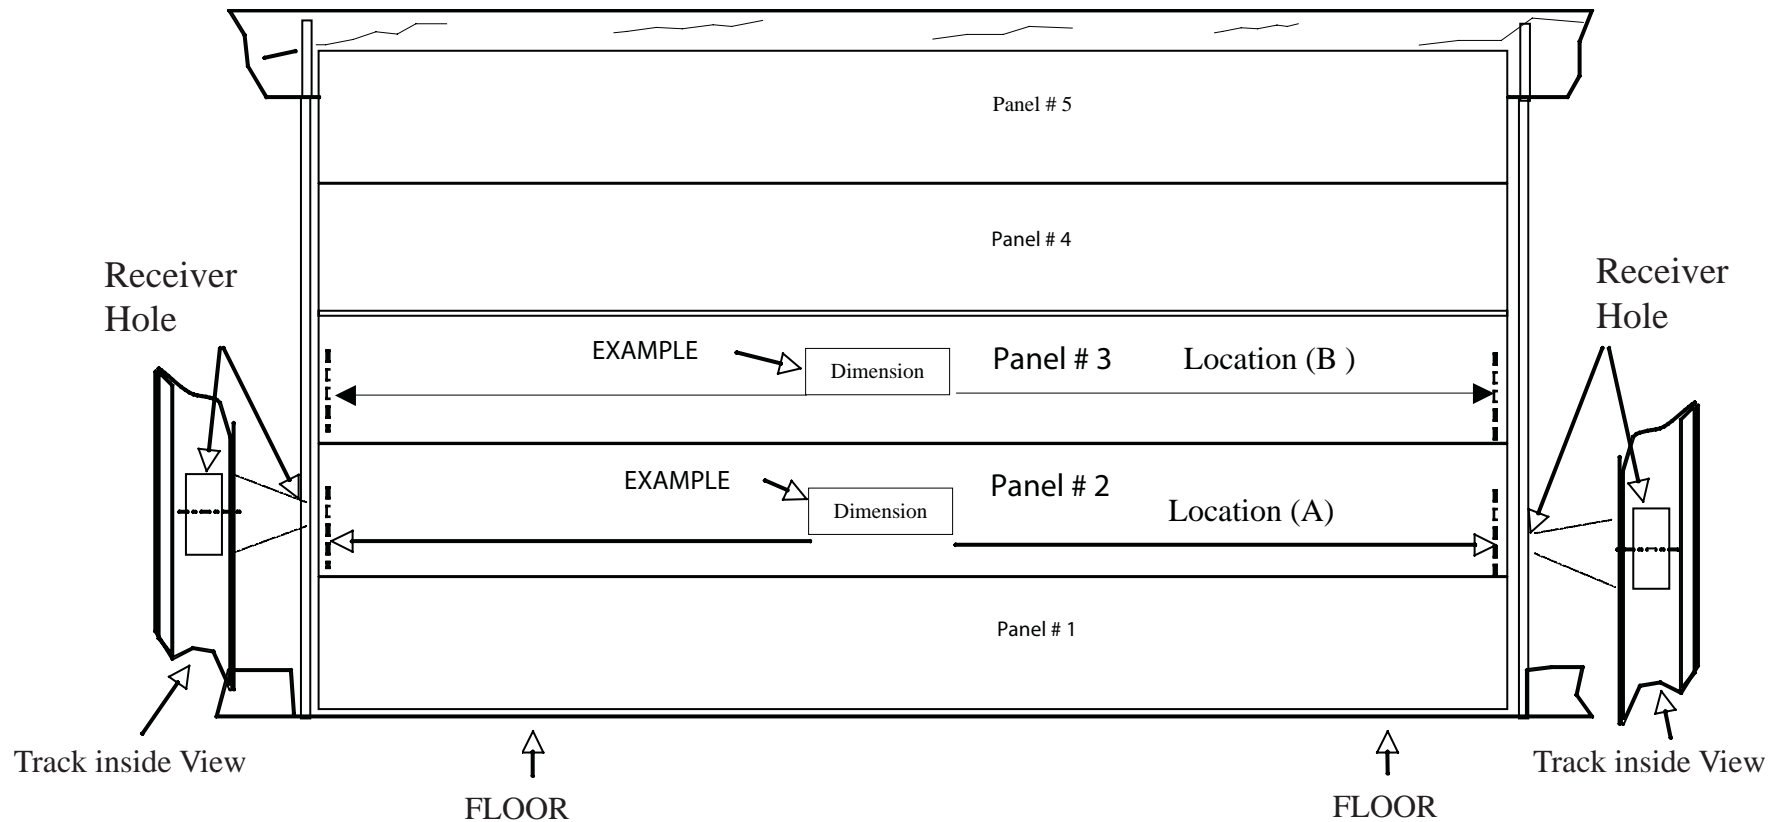 Panel # 5
Panel # 4
Receiver
Hole
Receiver
Hole
EXAMPLE
Dimension
Panel # 3
Location (B )
EXAMPLE
Dimension
Panel # 2
Location (A)
Panel # 1
Track inside View
Track inside View
FLOOR
FLOOR